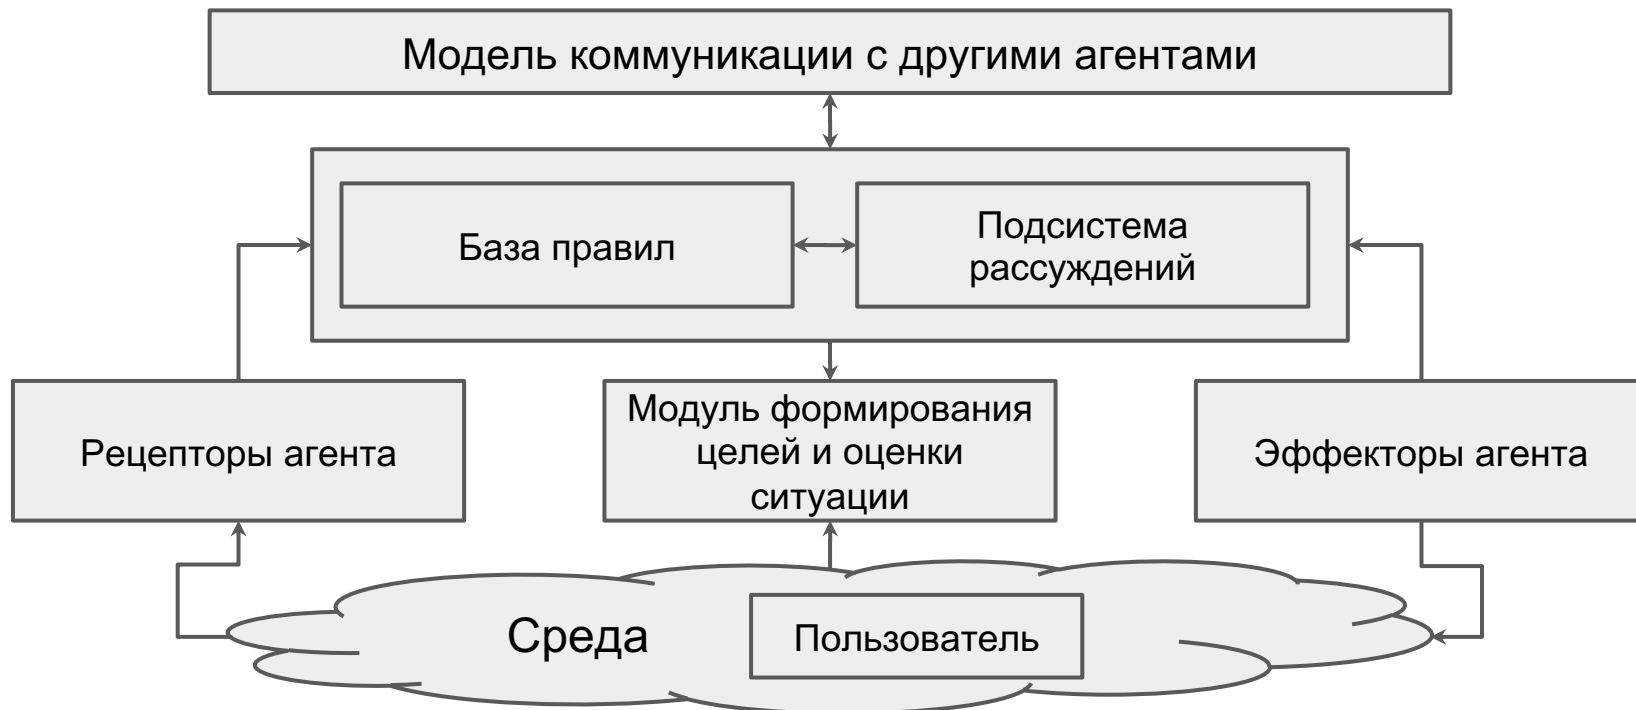 Модель коммуникации с другими агентами
База правил
Подсистема
рассуждений
Рецепторы агента
Модуль формирования
целей и оценки
ситуации
Эффекторы агента
Среда
Пользователь